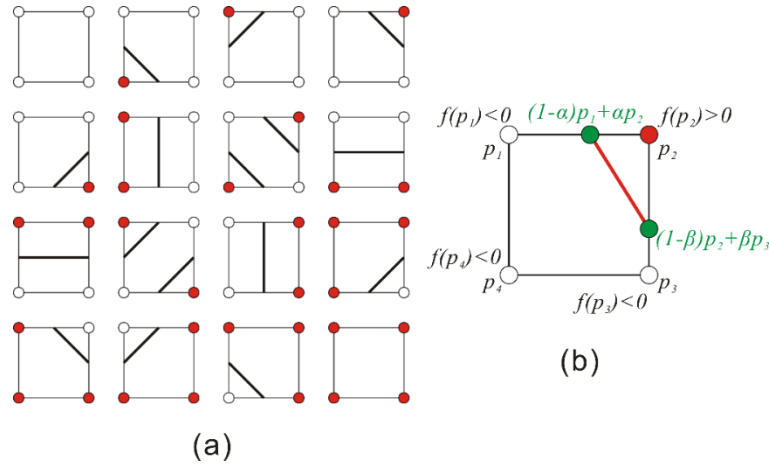 f(p₁)<0 (1-α)p₁+αp₂ f(p₂)>0
p₁ p₂
(1-β)p₂+βp₃
f(p₄)<0
p₄ p₃
f(p₃)<0
(a) (b)